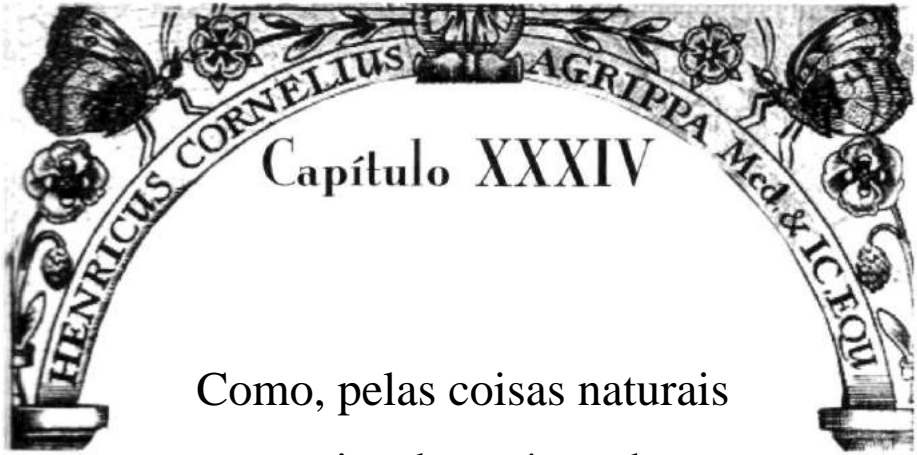 HENRICUS CORNELIUS AGRIPPA Med. & IC. EQU
Capítulo XXXIV
Como, pelas coisas naturais